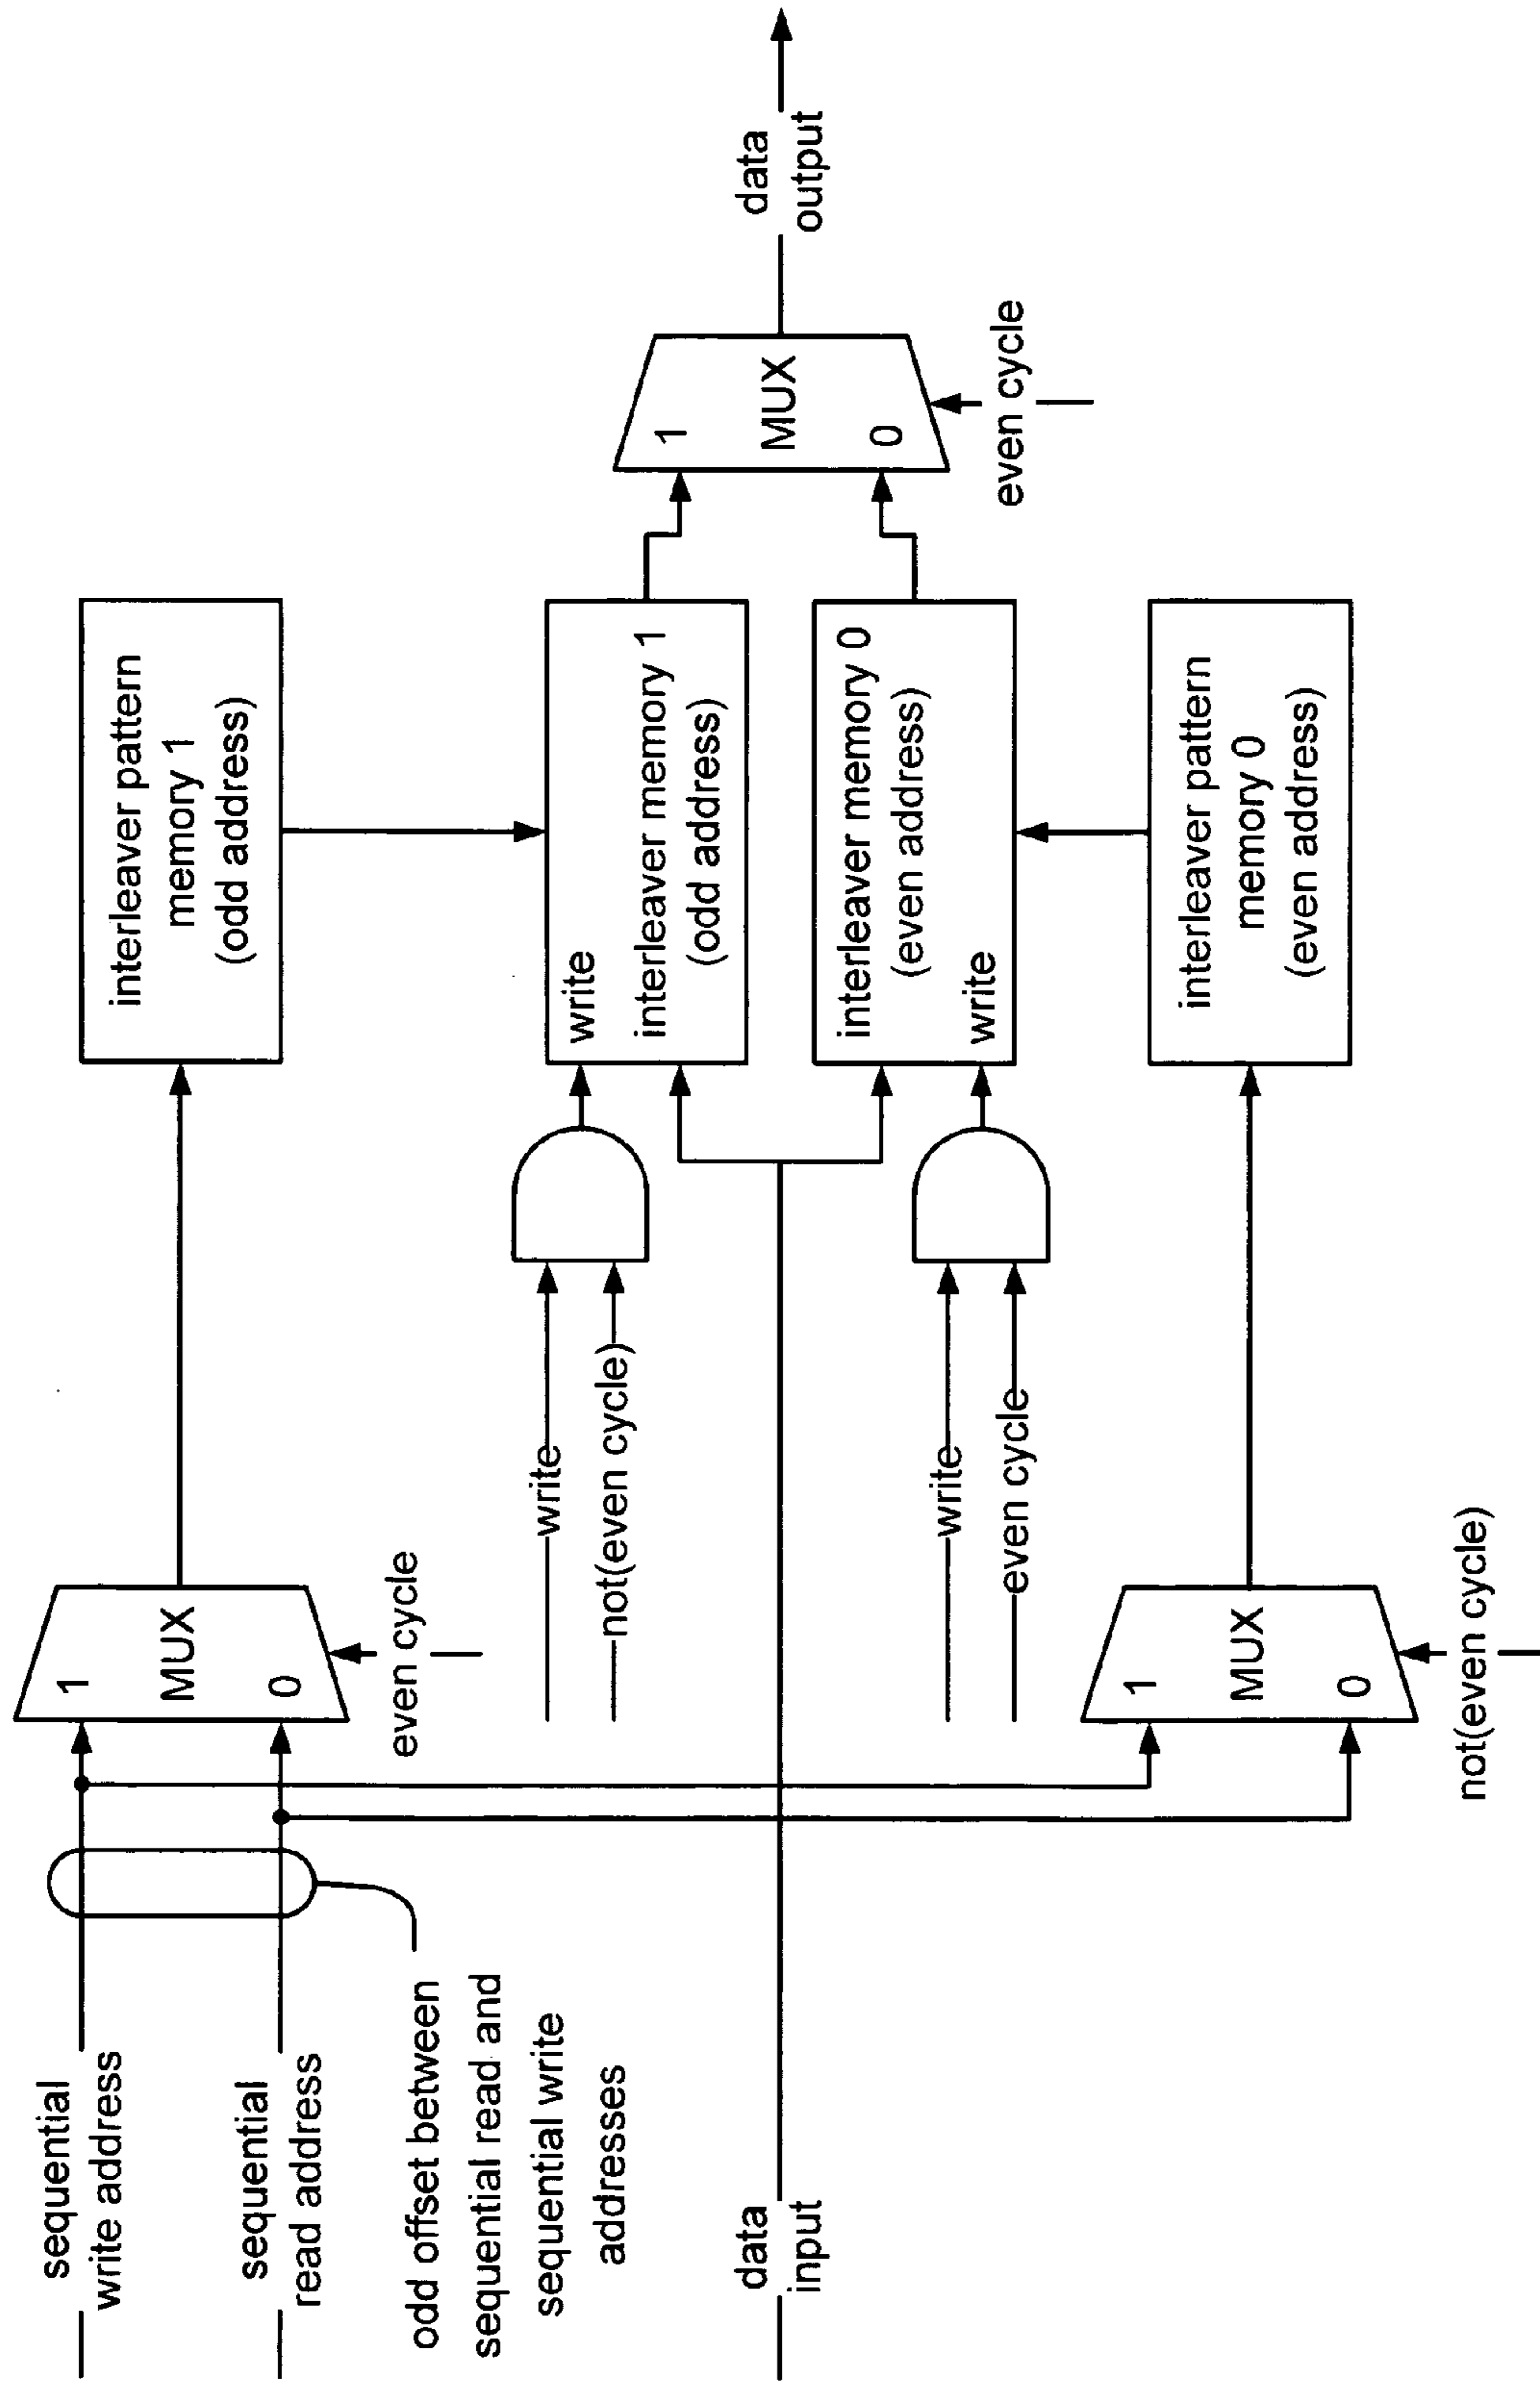 sequential
write address
sequential
read address
odd offset between
sequential read and
sequential write
addresses
data
input
1
MUX
0
even cycle
write
not(even cycle)
write
even cycle
1
MUX
0
not(even cycle)
interleaver pattern
memory 1
(odd address)
write
interleaver memory 1
(odd address)
interleaver memory 0
(even address)
write
interleaver pattern
memory 0
(even address)
1
MUX
0
even cycle
data
output